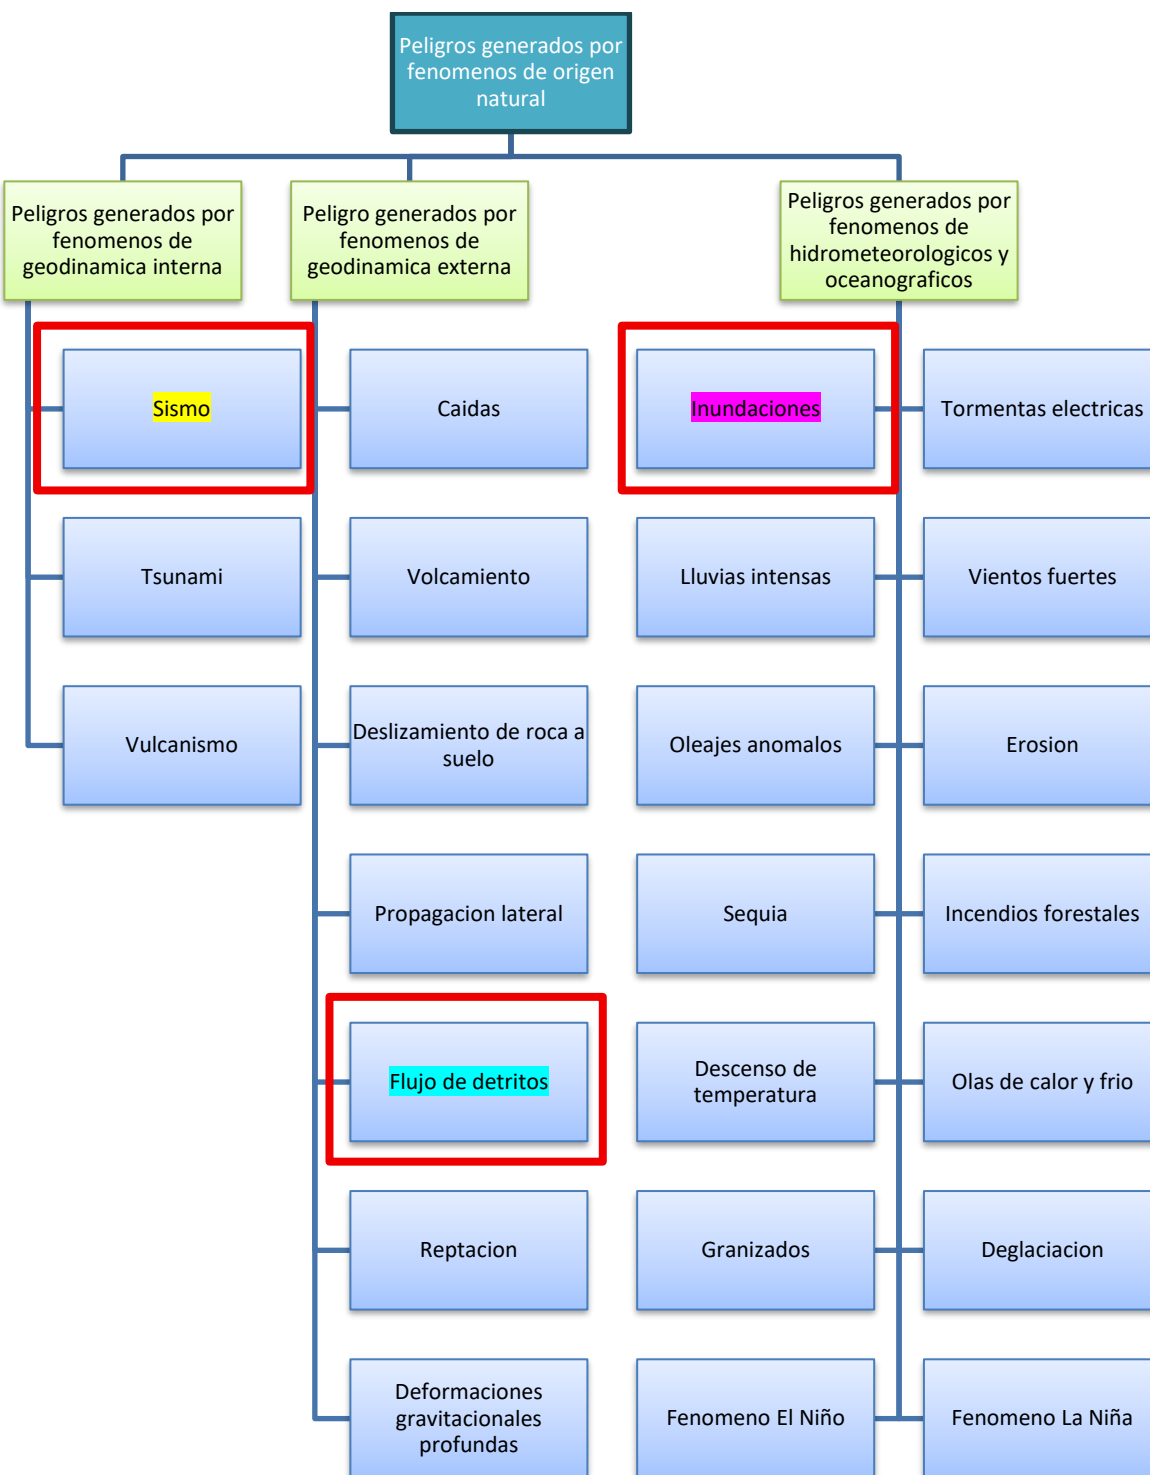 Peligros generados por
fenomenos de origen
natural
Peligros generados por
fenomenos de
geodinamica interna
Peligro generados por
fenomenos de
geodinamica externa
Peligros generados por
fenomenos de
hidrometeorologicos y
oceanograficos
Sismo
Caidas
Inundaciones
Tormentas electricas
Tsunami
Volcamiento
Lluvias intensas
Vientos fuertes
Vulcanismo
Deslizamiento de roca a
suelo
Oleajes anomalos
Erosion
Propagacion lateral
Sequia
Incendios forestales
Flujo de detritos
Descenso de
temperatura
Olas de calor y frio
Reptacion
Granizados
Deglaciacion
Deformaciones
gravitacionales
profundas
Fenomeno El Niño
Fenomeno La Niña